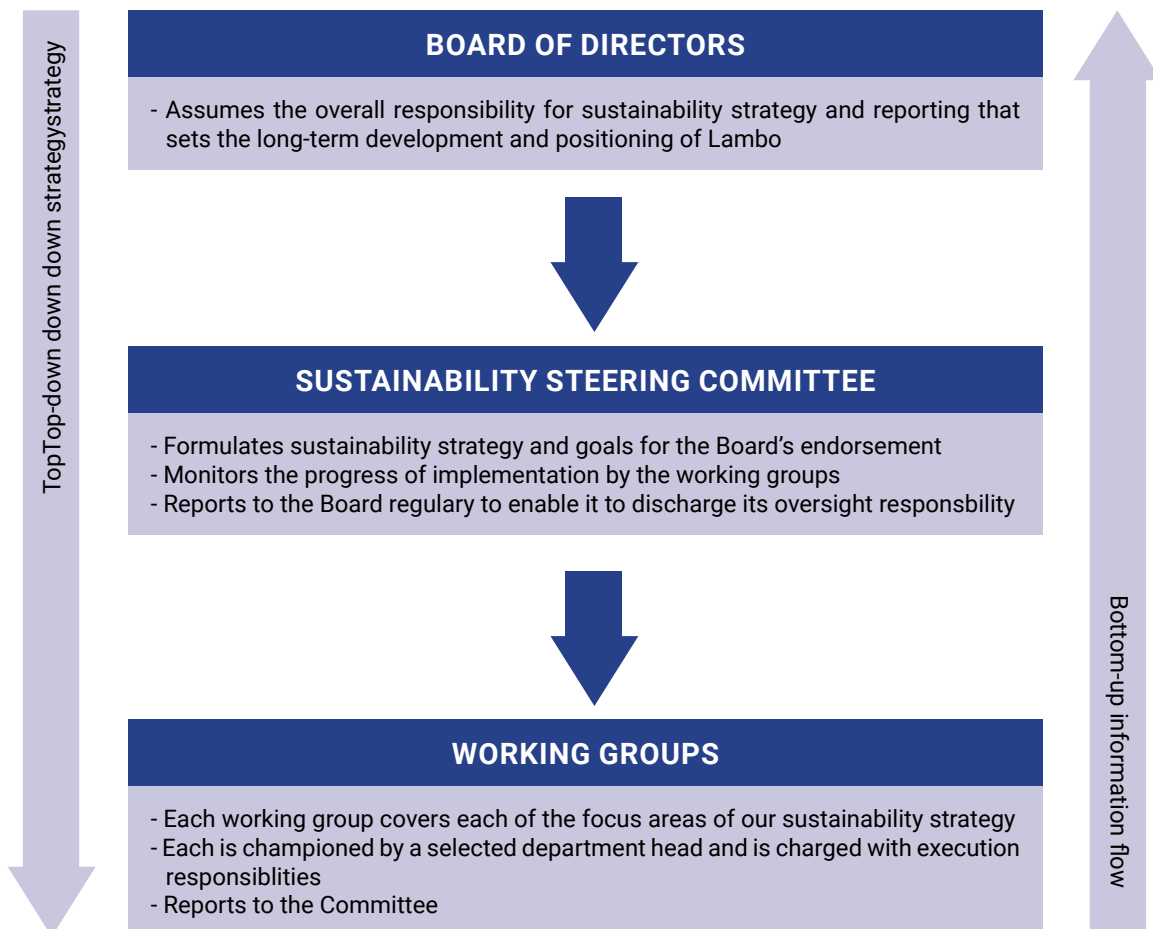 TopTop-down down strategystrategy
BOARD OF DIRECTORS
- Assumes the overall responsibility for sustainability strategy and reporting that
sets the long-term development and positioning of Lambo
SUSTAINABILITY STEERING COMMITTEE
- Formulates sustainability strategy and goals for the Board’s endorsement
- Monitors the progress of implementation by the working groups
- Reports to the Board regulary to enable it to discharge its oversight responsbility
WORKING GROUPS
- Each working group covers each of the focus areas of our sustainability strategy
- Each is championed by a selected department head and is charged with execution
responsiblities
- Reports to the Committee
Bottom-up information flow